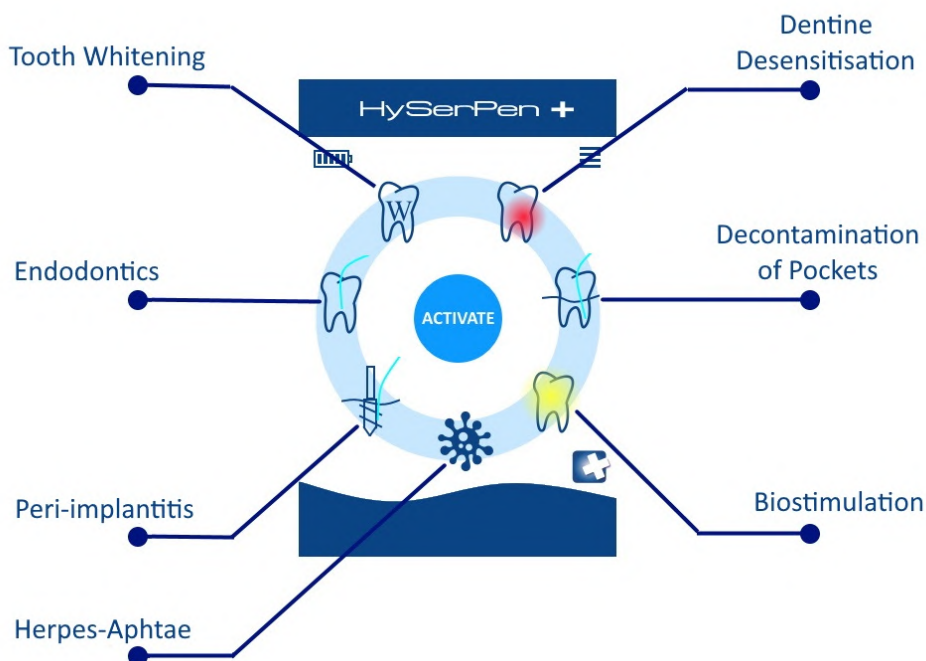 Tooth Whitening
Dentine
Desensitisation
HySerPen +
W
Endodontics
Decontamination
of Pockets
ACTIVATE
Peri-implantitis
Biostimulation
Herpes-Aphtae